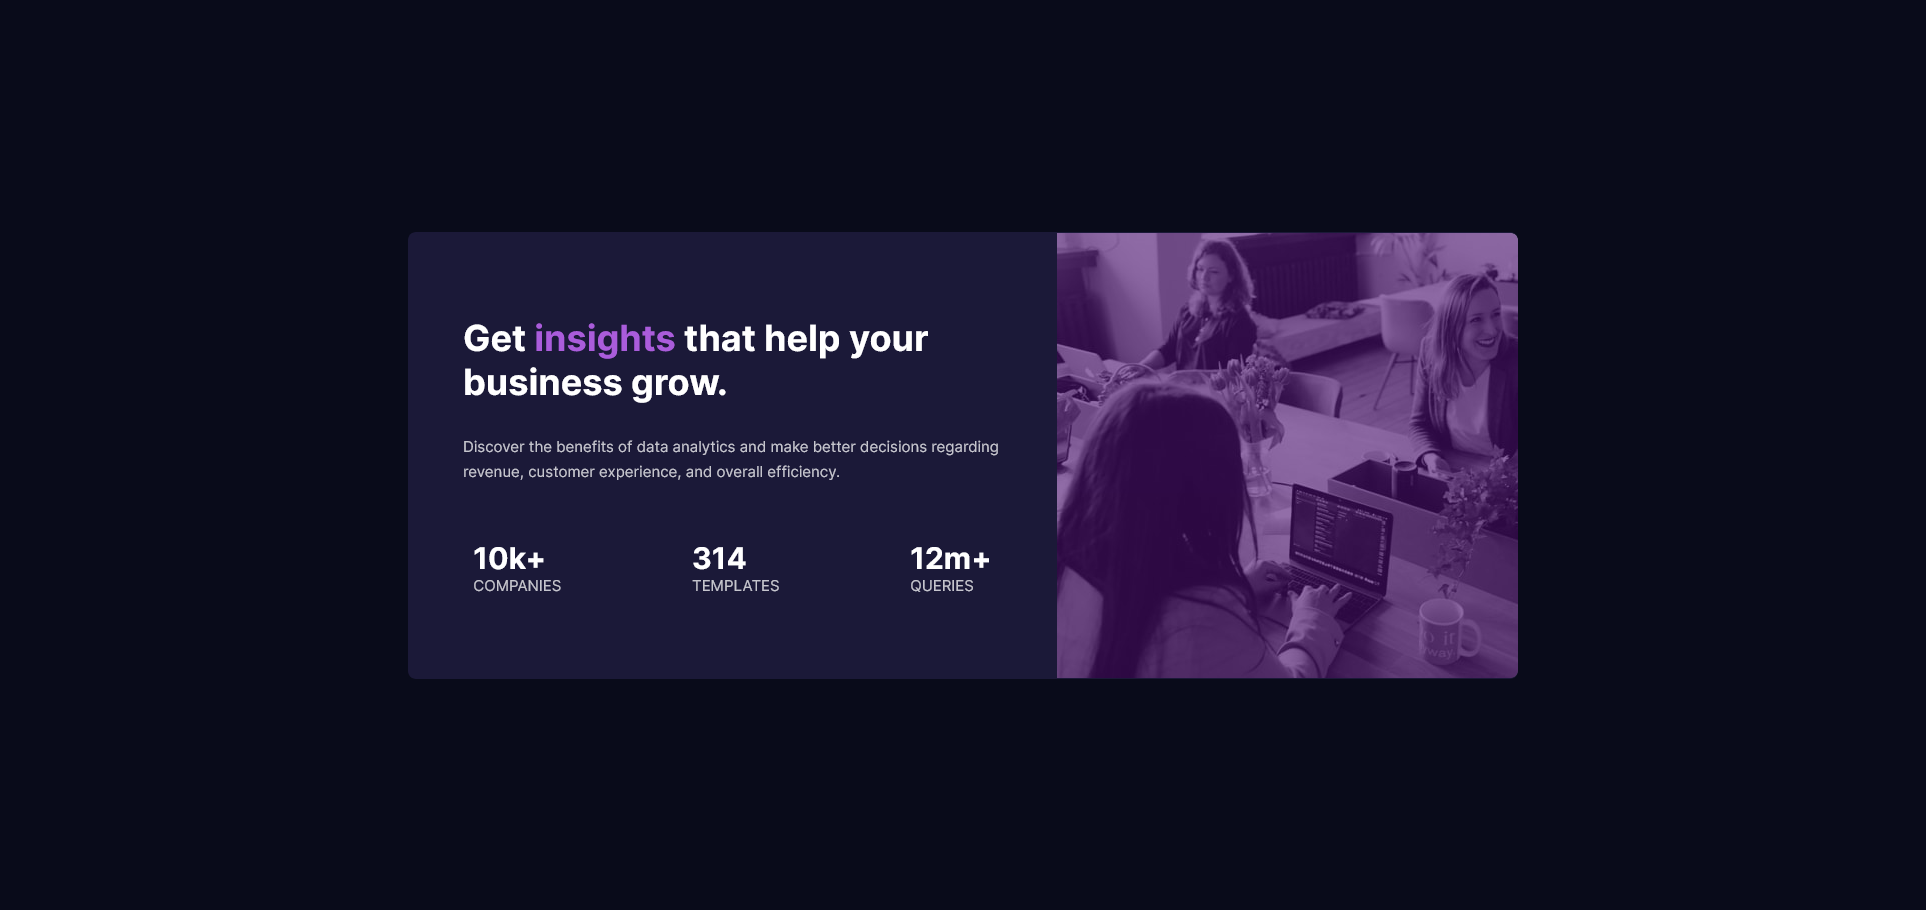 Get insights that help your
business grow.
Discover the benefits of data analytics and make better decisions regarding
revenue, customer experience, and overall efficiency.
10k+
COMPANIES
314
TEMPLATES
12m+
QUERIES